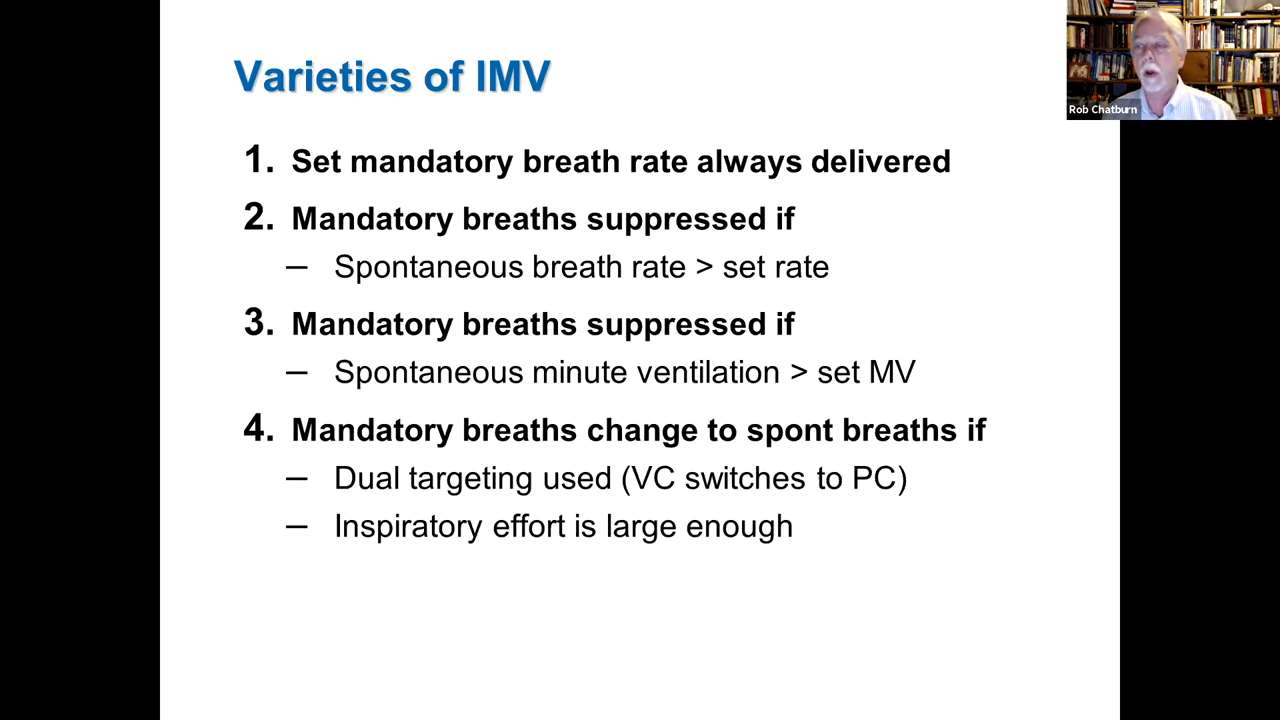 Varieties of IMV
1. Set mandatory breath rate always delivered
2. Mandatory breaths suppressed if
– Spontaneous breath rate > set rate
3. Mandatory breaths suppressed if
– Spontaneous minute ventilation > set MV
4. Mandatory breaths change to spont breaths if
– Dual targeting used (VC switches to PC)
– Inspiratory effort is large enough
Rob Chatburn